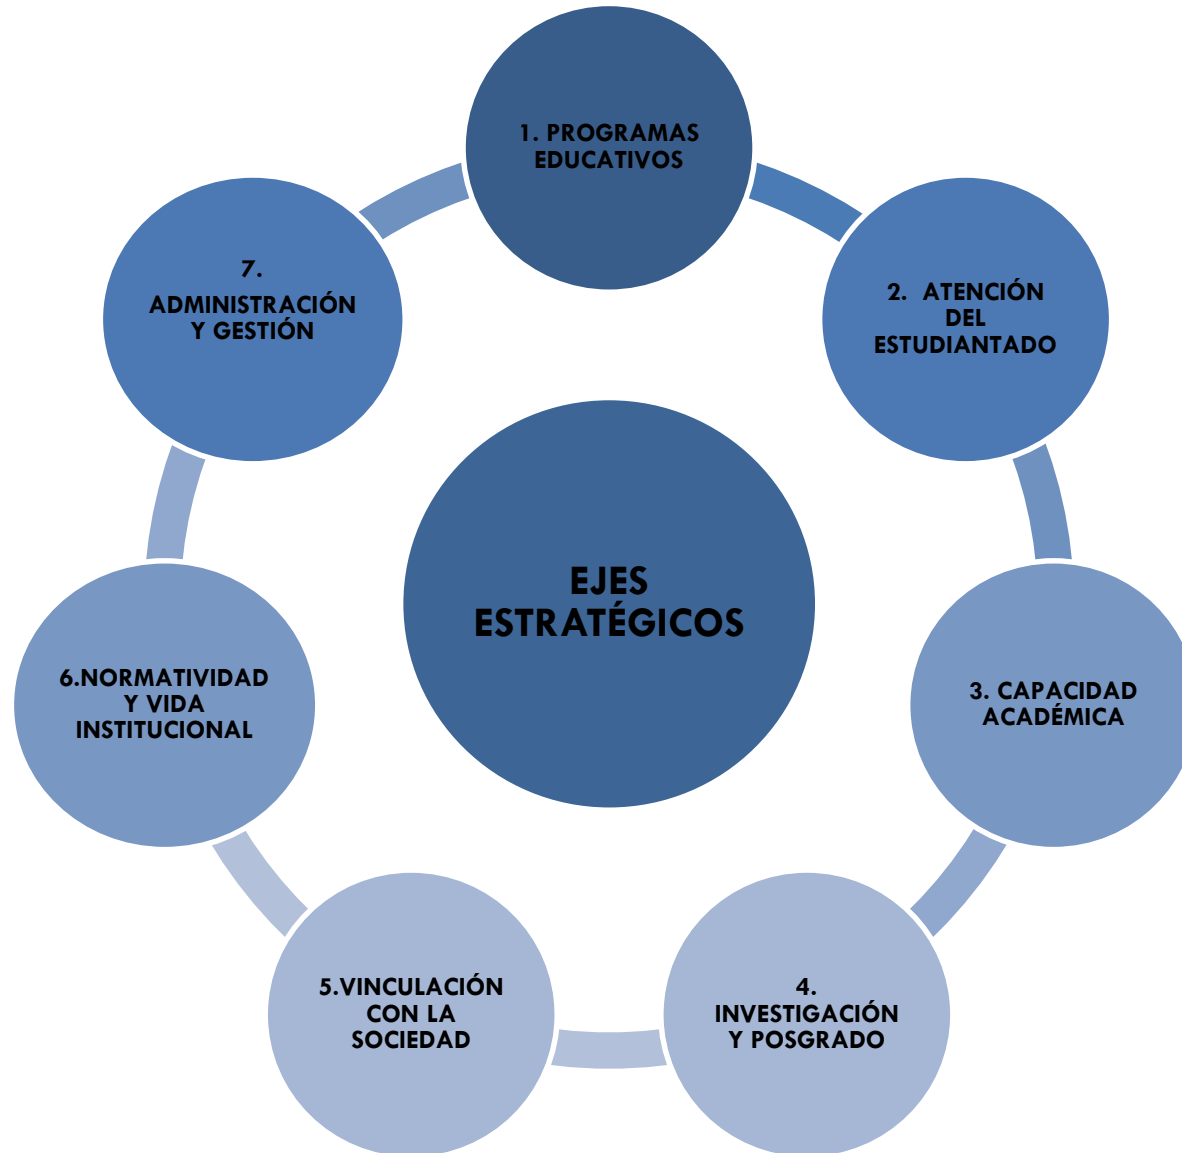 1. PROGRAMAS
EDUCATIVOS
2. ATENCIÓN
DEL
ESTUDIANTADO
3. CAPACIDAD
ACADÉMICA
4.
INVESTIGACIÓN
Y POSGRADO
5.VINCULACIÓN
CON LA
SOCIEDAD
6.NORMATIVIDAD
Y VIDA
INSTITUCIONAL
7.
ADMINISTRACIÓN
Y GESTIÓN
EJES
ESTRATÉGICOS